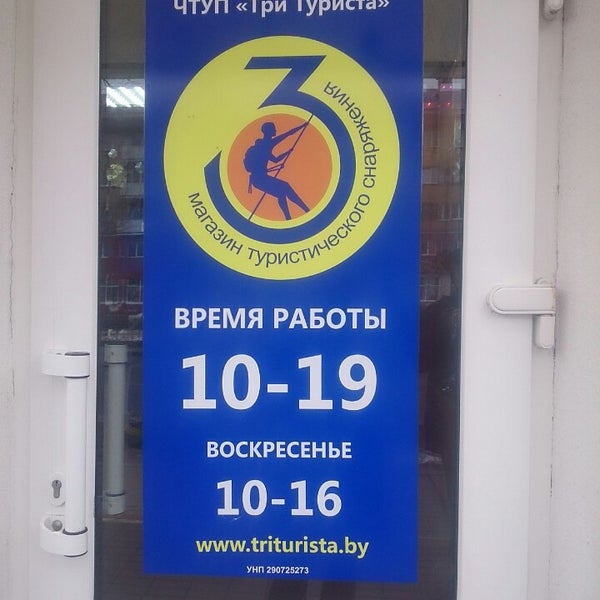 ЧТУП «Три Туриста»
3
магазин туристического снаряжения
ВРЕМЯ РАБОТЫ
10-19
ВОСКРЕСЕНЬЕ
10-16
www.triturista.by
УНП 290725273